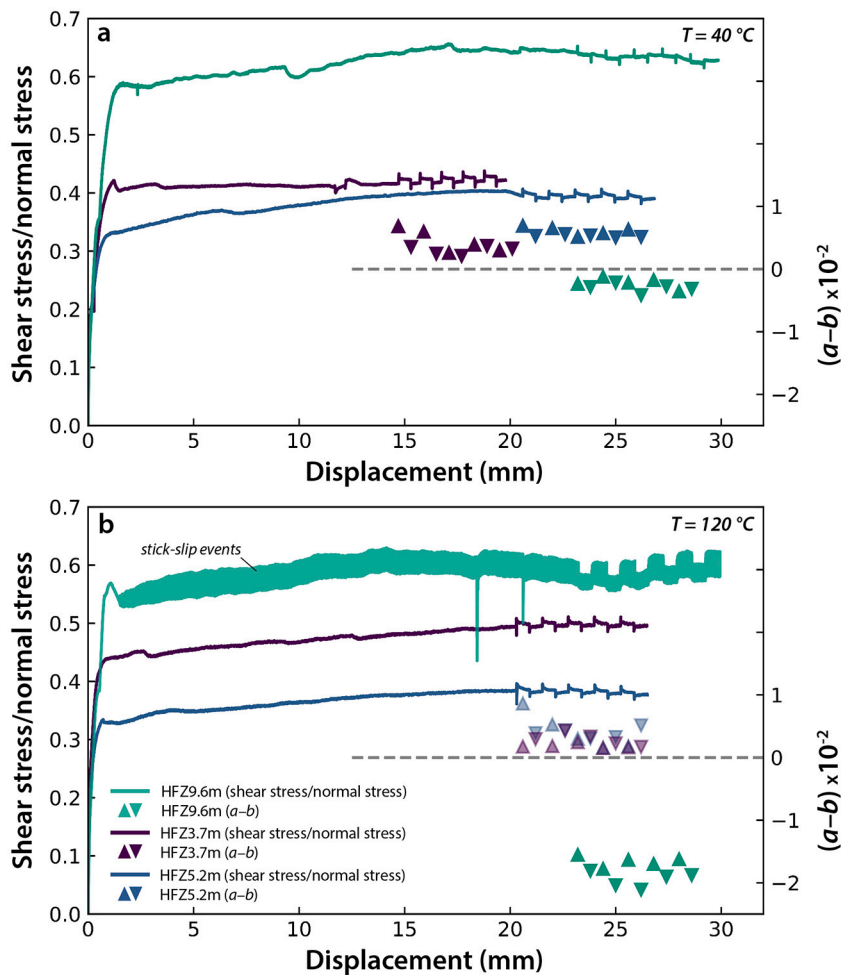 a
T = 40 °C
Shear stress/normal stress
0.7
0.6
0.5
0.4
0.3
0.2
0.1
0.0
1
0
−1
−2
(a–b) x10-2
0
5
10
15
20
25
30
Displacement (mm)
b
T = 120 °C
stick-slip events
Shear stress/normal stress
0.7
0.6
0.5
0.4
0.3
0.2
0.1
0.0
1
0
−1
−2
(a–b) x10-2
HFZ9.6m (shear stress/normal stress)
HFZ9.6m (a–b)
HFZ3.7m (shear stress/normal stress)
HFZ3.7m (a–b)
HFZ5.2m (shear stress/normal stress)
HFZ5.2m (a–b)
0
5
10
15
20
25
30
Displacement (mm)